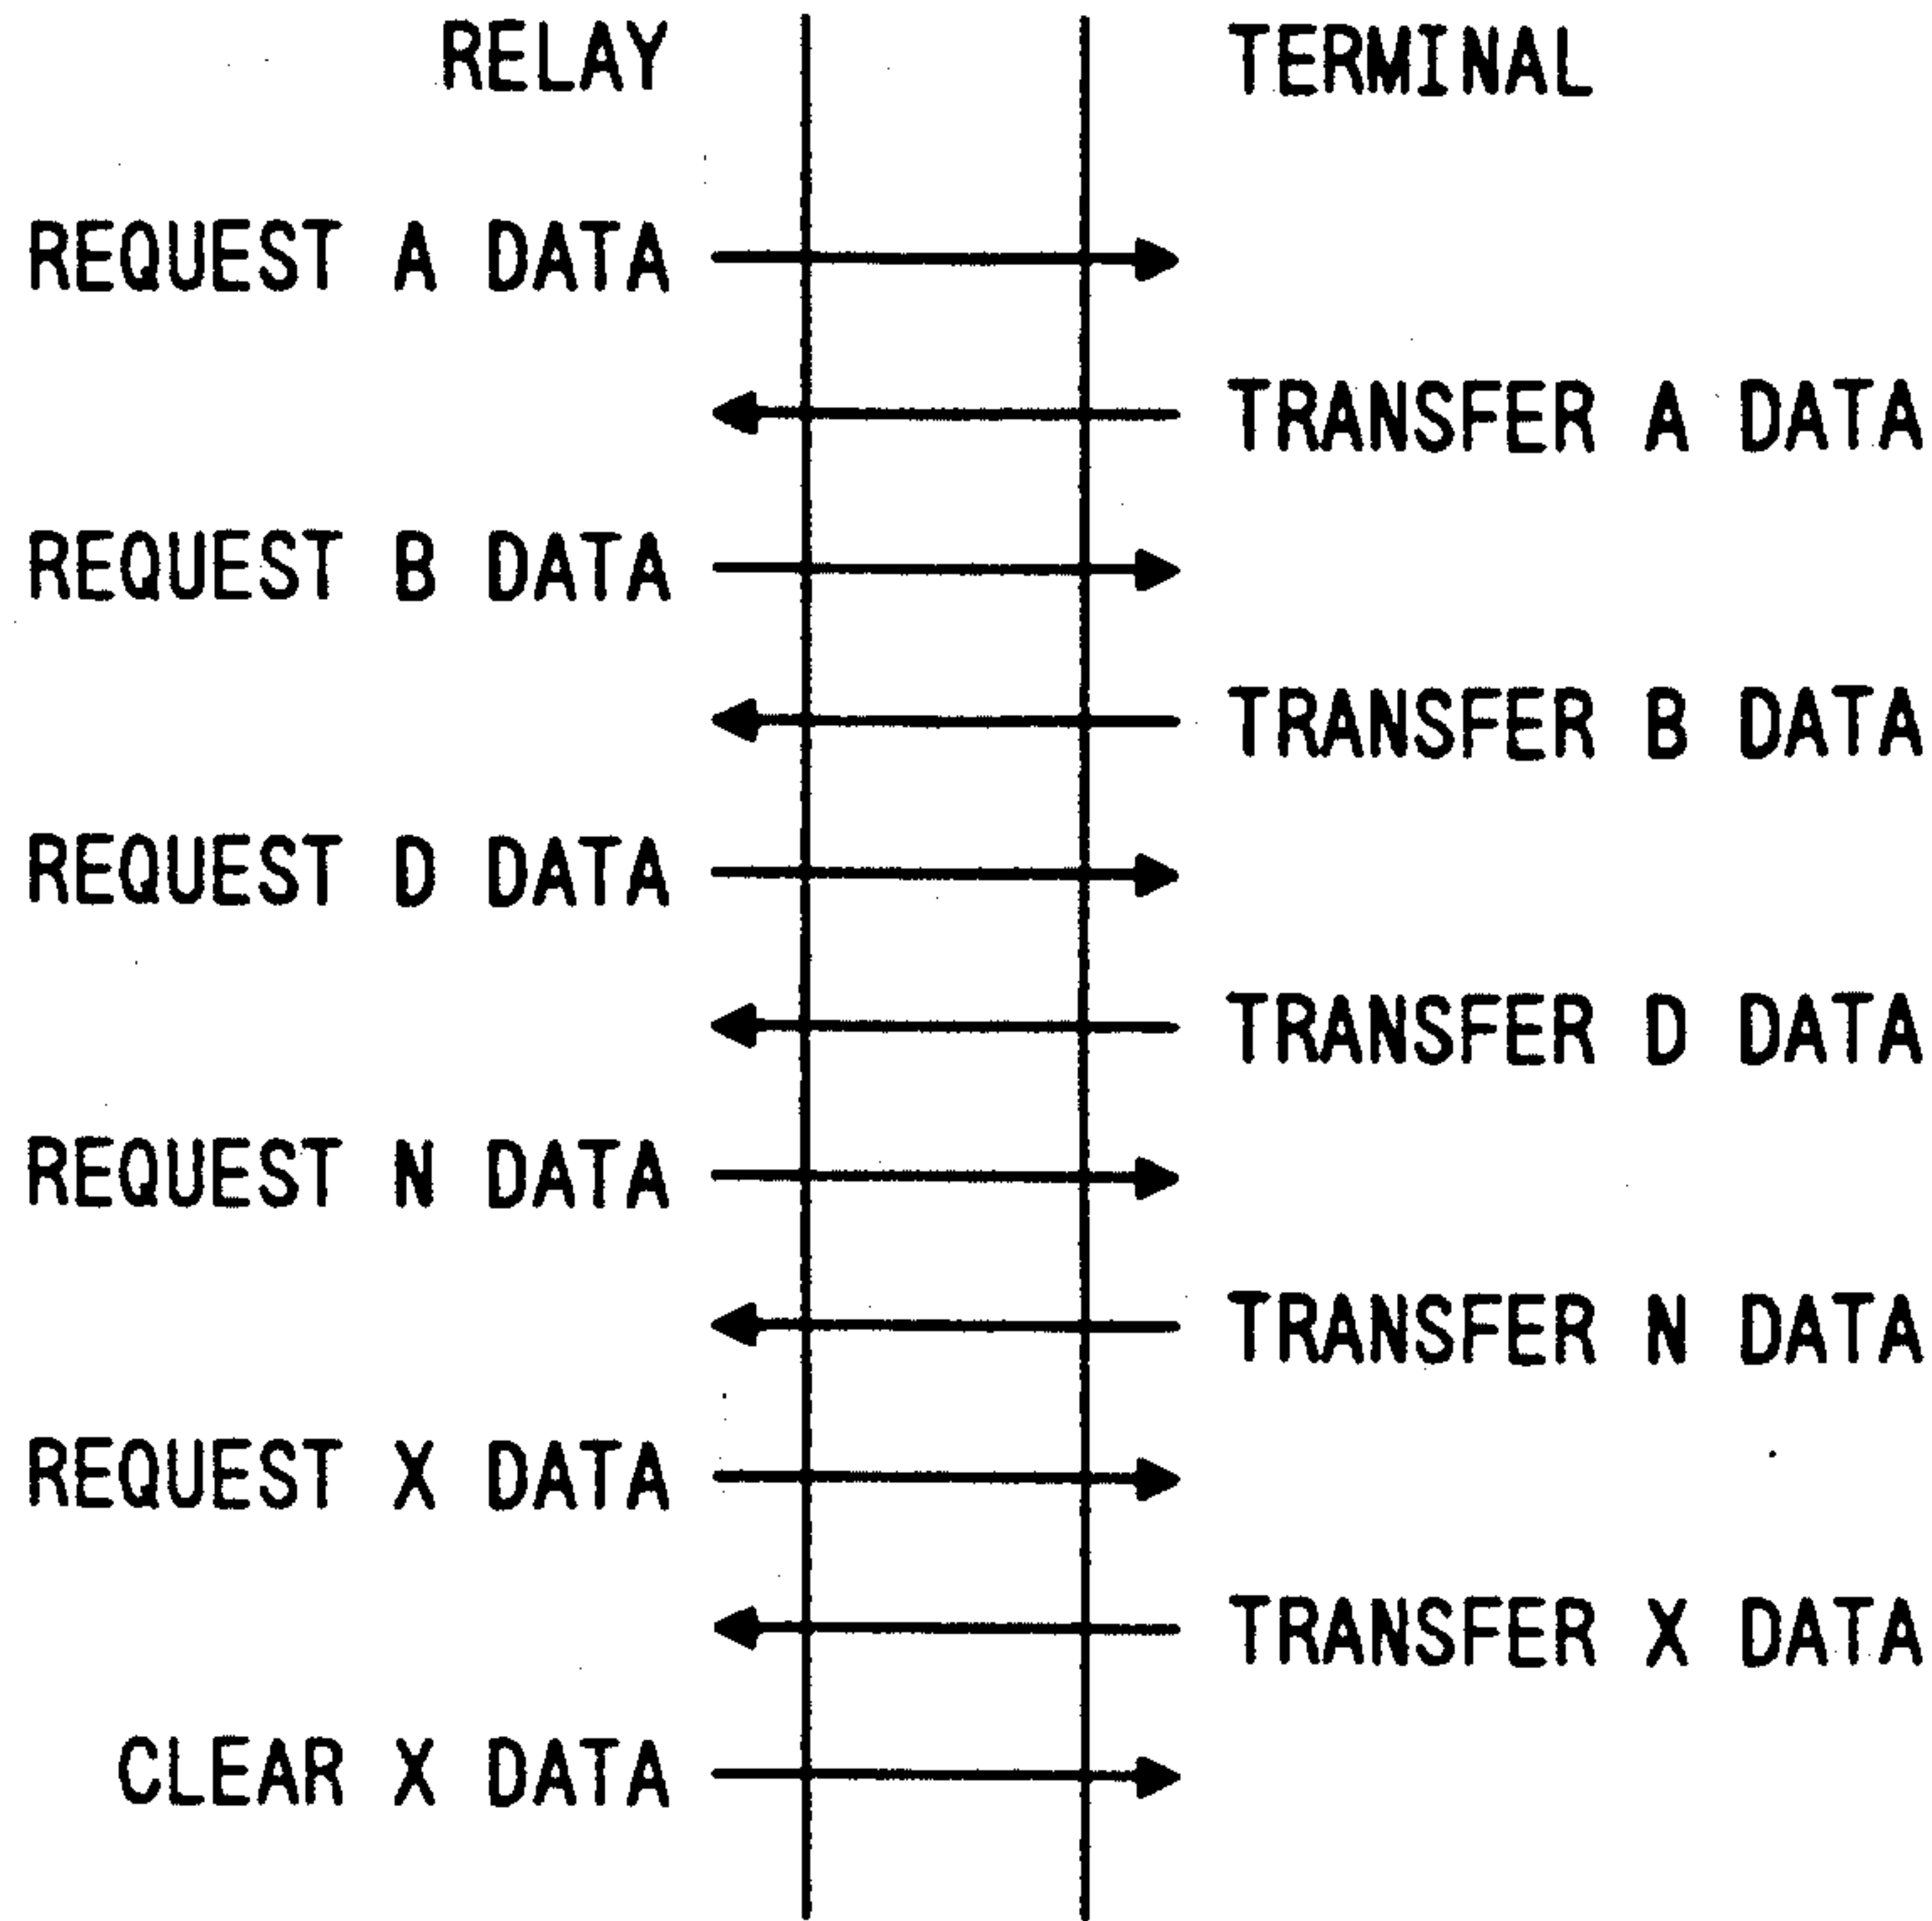 RELAY TERMINAL
REQUEST A DATA
TRANSFER A DATA
REQUEST B DATA
TRANSFER B DATA
REQUEST D DATA
TRANSFER D DATA
REQUEST N DATA
TRANSFER N DATA
REQUEST X DATA
TRANSFER X DATA
CLEAR X DATA